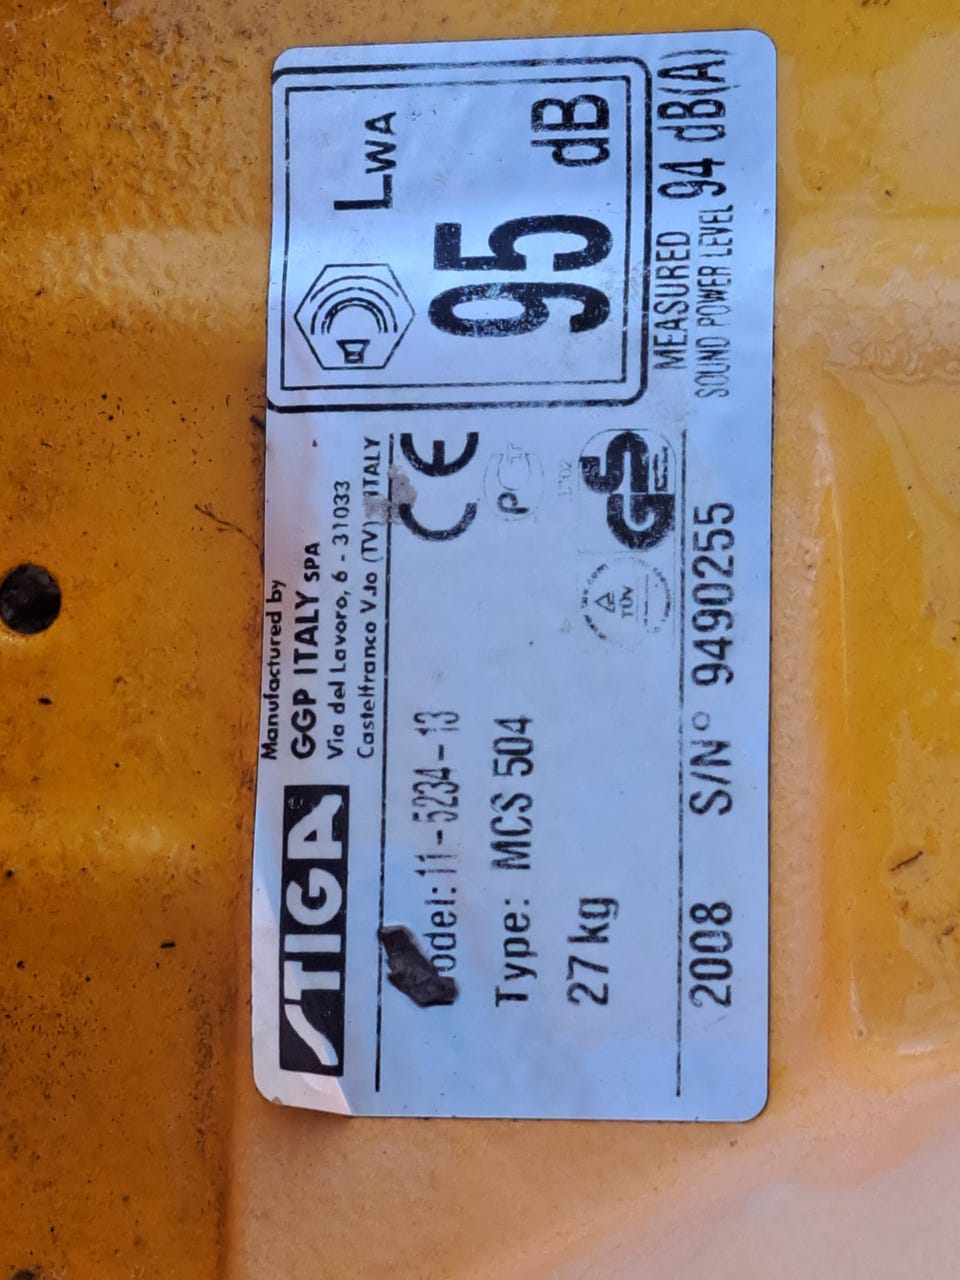 STIGA
Manufactured by
GGP ITALY SPA
Via del Lavoro, 6 - 31033
Castelfranco V.to (TV) ITALY
Model: 11-5234-13
Type: MCS 504
27 kg
2008 S/N° 9490255
CE
TÜV
GS
LWA
95 dB
MEASURED
SOUND POWER LEVEL 94 dB(A)